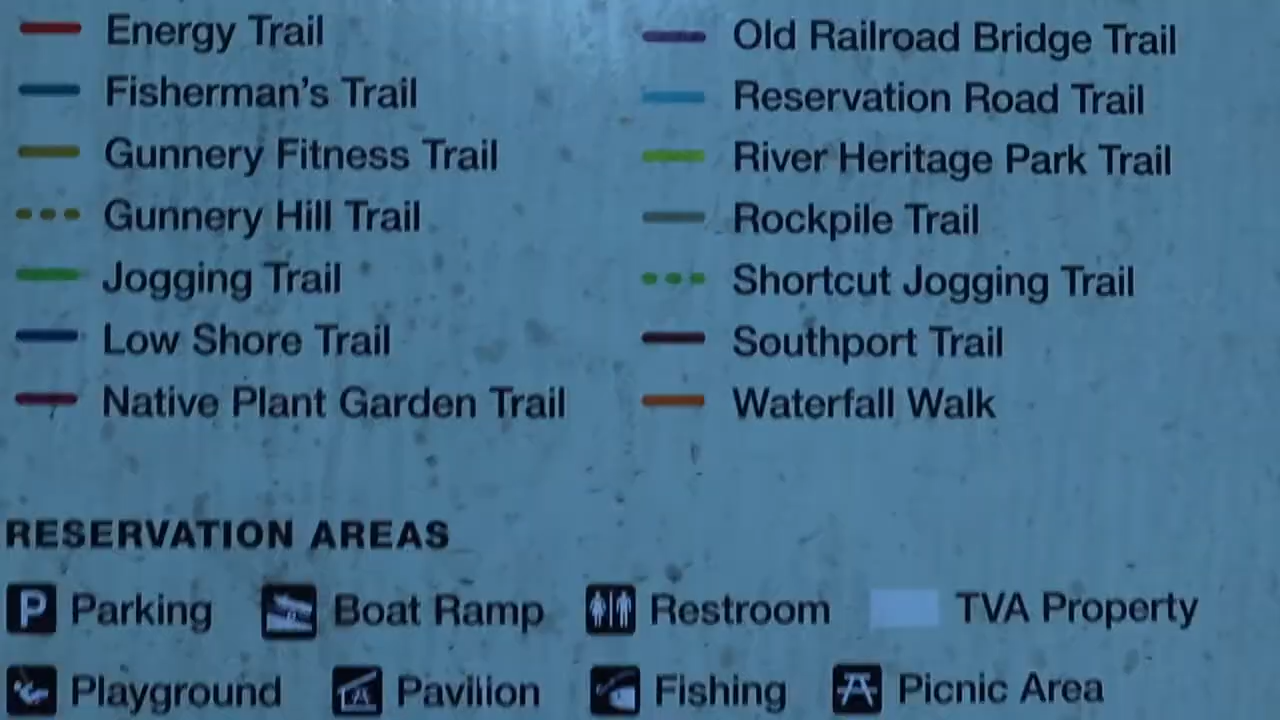 Energy Trail
Fisherman's Trail
Gunnery Fitness Trail
Gunnery Hill Trail
Jogging Trail
Low Shore Trail
Native Plant Garden Trail
Old Railroad Bridge Trail
Reservation Road Trail
River Heritage Park Trail
Rockpile Trail
Shortcut Jogging Trail
Southport Trail
Waterfall Walk
RESERVATION AREAS
P Parking Boat Ramp Restroom TVA Property
Playground Pavilion Fishing Picnic Area